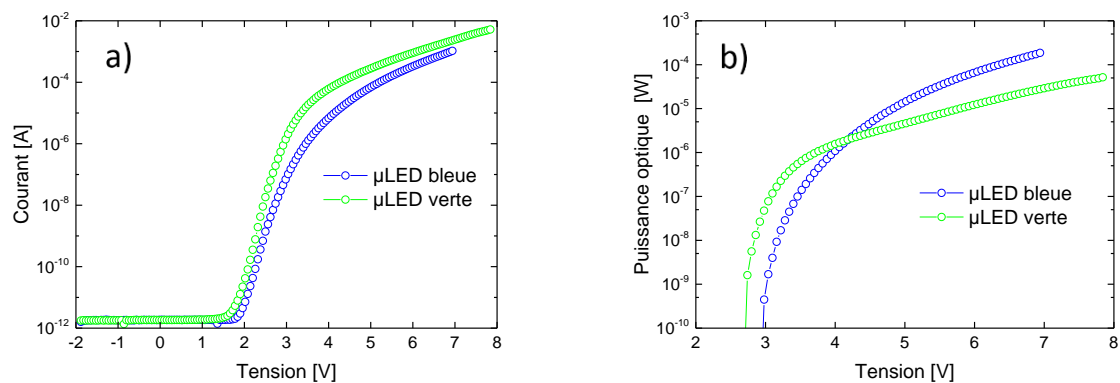 a)
Courant [A]
10⁻²
10⁻⁴
10⁻⁶
10⁻⁸
10⁻¹⁰
10⁻¹²
µLED bleue
µLED verte
-2 -1 0 1 2 3 4 5 6 7 8
Tension [V]
b)
Puissance optique [W]
10⁻³
10⁻⁴
10⁻⁵
10⁻⁶
10⁻⁷
10⁻⁸
10⁻⁹
10⁻¹⁰
µLED bleue
µLED verte
2 3 4 5 6 7 8
Tension [V]